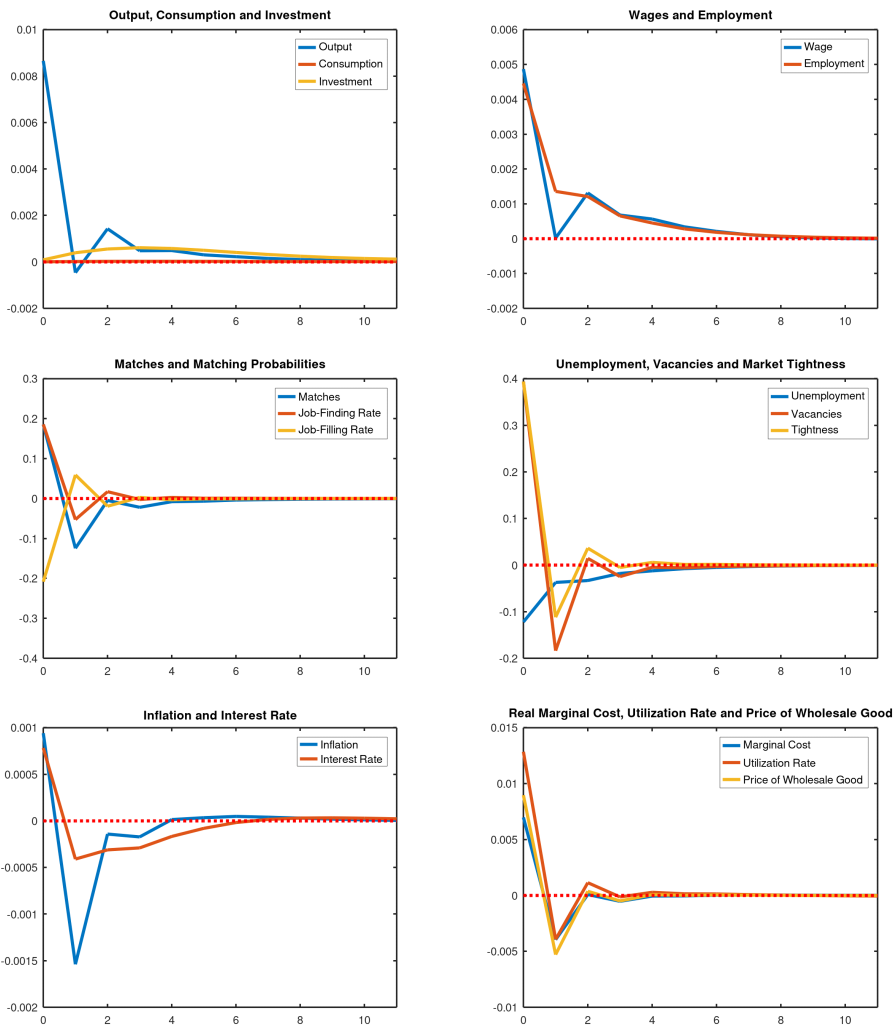 Output, Consumption and Investment
0.01
0.008
0.006
0.004
0.002
0
-0.002
0 2 4 6 8 10
Output
Consumption
Investment
Wages and Employment
0.006
0.005
0.004
0.003
0.002
0.001
0
-0.001
-0.002
0 2 4 6 8 10
Wage
Employment
Matches and Matching Probabilities
0.3
0.2
0.1
0
-0.1
-0.2
-0.3
-0.4
0 2 4 6 8 10
Matches
Job-Finding Rate
Job-Filling Rate
Unemployment, Vacancies and Market Tightness
0.4
0.3
0.2
0.1
0
-0.1
-0.2
0 2 4 6 8 10
Unemployment
Vacancies
Tightness
Inflation and Interest Rate
0.001
0.0005
0
-0.0005
-0.001
-0.0015
-0.002
0 2 4 6 8 10
Inflation
Interest Rate
Real Marginal Cost, Utilization Rate and Price of Wholesale Good
0.015
0.01
0.005
0
-0.005
-0.01
0 2 4 6 8 10
Marginal Cost
Utilization Rate
Price of Wholesale Good